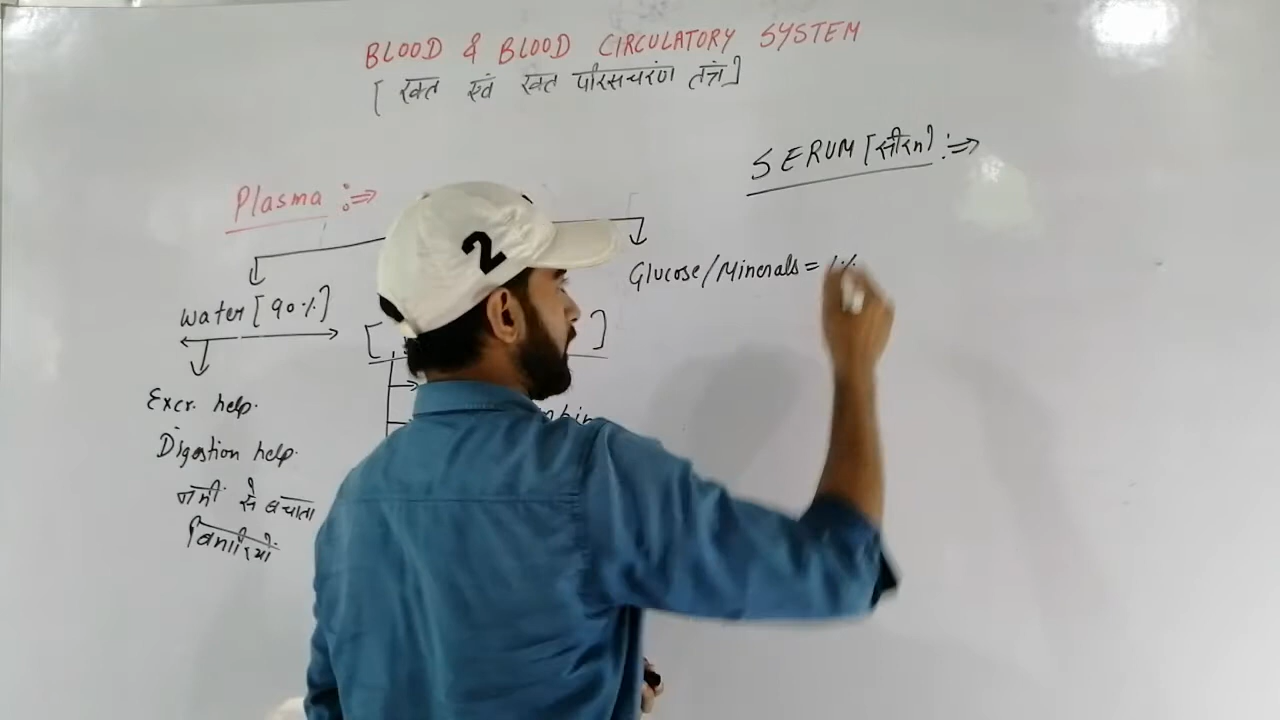 BLOOD & BLOOD CIRCULATORY SYSTEM
[ रक्त एवं रक्त परिसंचरण तंत्र ]
SERUM [सीरम] :⇒
Plasma :⇒
Glucose/Minerals = 1%
Water [90%]
[ ]
Excr. help.
Digestion help.
से बचाता
2